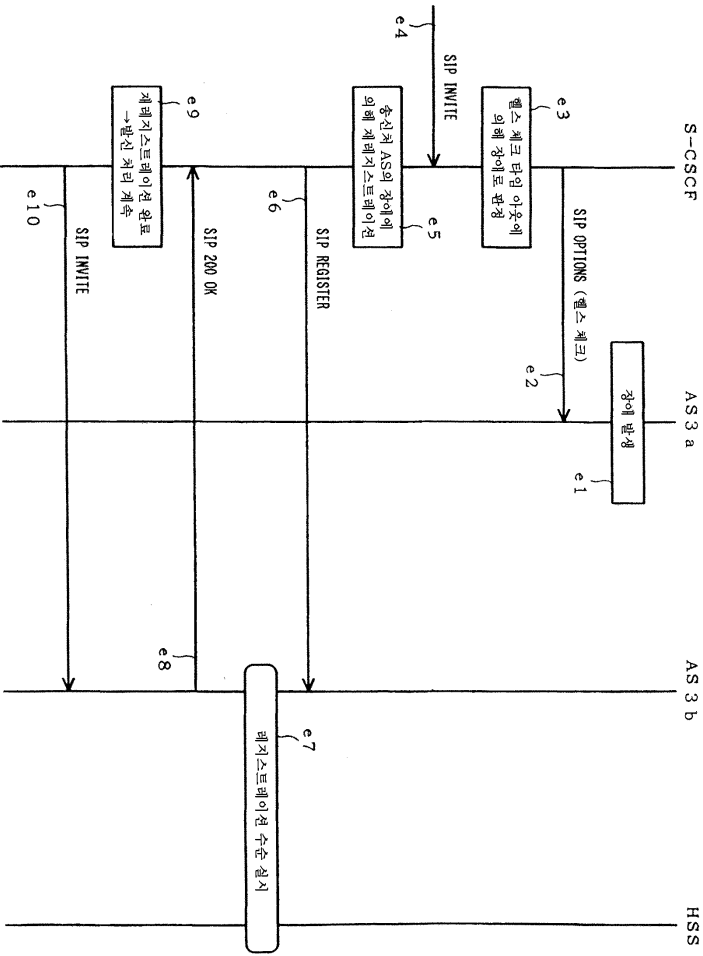 S-CSCF
AS3a
AS3b
HSS
장애 발생
e1
SIP OPTIONS (헬스 체크)
e2
헬스 체크 타임 아웃에
의해 장애로 판정
e3
SIP INVITE
e4
송신처 AS의 장애에
의해 재레지스트레이션
e5
SIP REGISTER
e6
레지스트레이션 수순 실시
e7
SIP 200 OK
e8
재레지스트레이션 완료
→발신 처리 계속
e9
SIP INVITE
e10